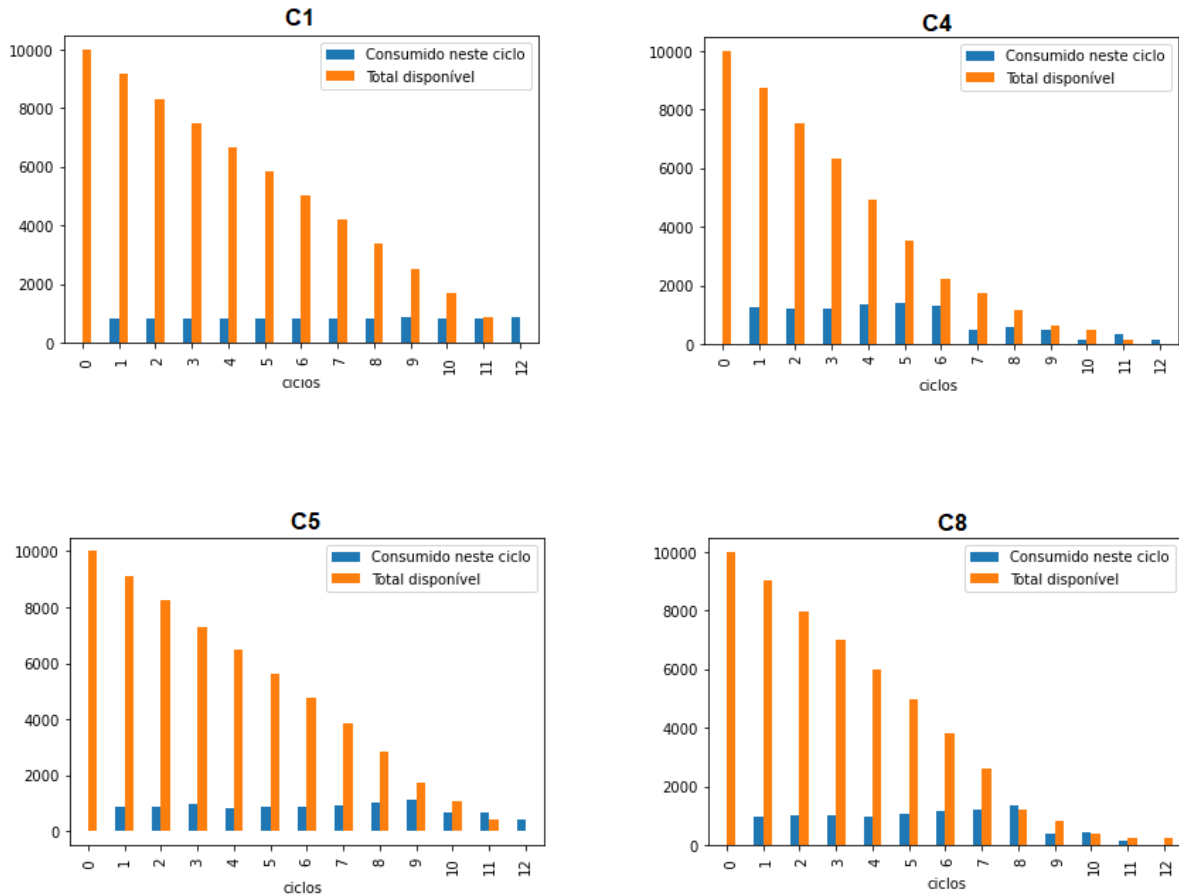 C1
Consumido neste ciclo
Total disponível
10000
8000
6000
4000
2000
0
0 1 2 3 4 5 6 7 8 9 10 11 12
ciclos
C4
Consumido neste ciclo
Total disponível
10000
8000
6000
4000
2000
0
0 1 2 3 4 5 6 7 8 9 10 11 12
ciclos
C5
Consumido neste ciclo
Total disponível
10000
8000
6000
4000
2000
0
0 1 2 3 4 5 6 7 8 9 10 11 12
ciclos
C8
Consumido neste ciclo
Total disponível
10000
8000
6000
4000
2000
0
0 1 2 3 4 5 6 7 8 9 10 11 12
ciclos